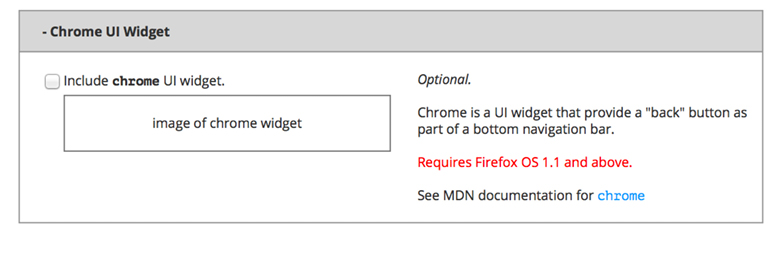 - Chrome UI Widget
Include chrome UI widget.
image of chrome widget
Optional.
Chrome is a UI widget that provide a "back" button as
part of a bottom navigation bar.
Requires Firefox OS 1.1 and above.
See MDN documentation for chrome